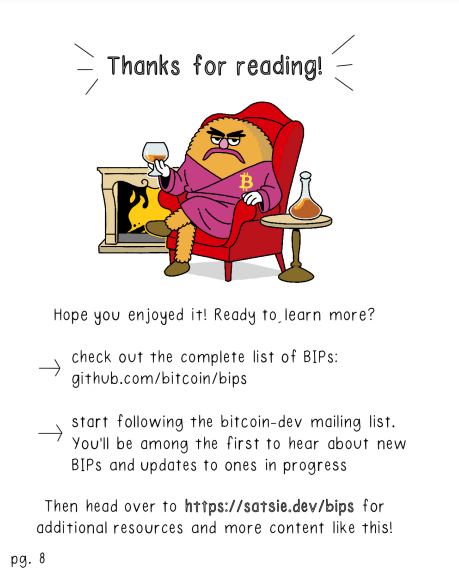 Thanks for reading!
₿
Hope you enjoyed it! Ready to learn more?
→ check out the complete list of BIPs:
github.com/bitcoin/bips
→ start following the bitcoin-dev mailing list.
You'll be among the first to hear about new
BIPs and updates to ones in progress
Then head over to https://satsie.dev/bips for
additional resources and more content like this!
pg. 8